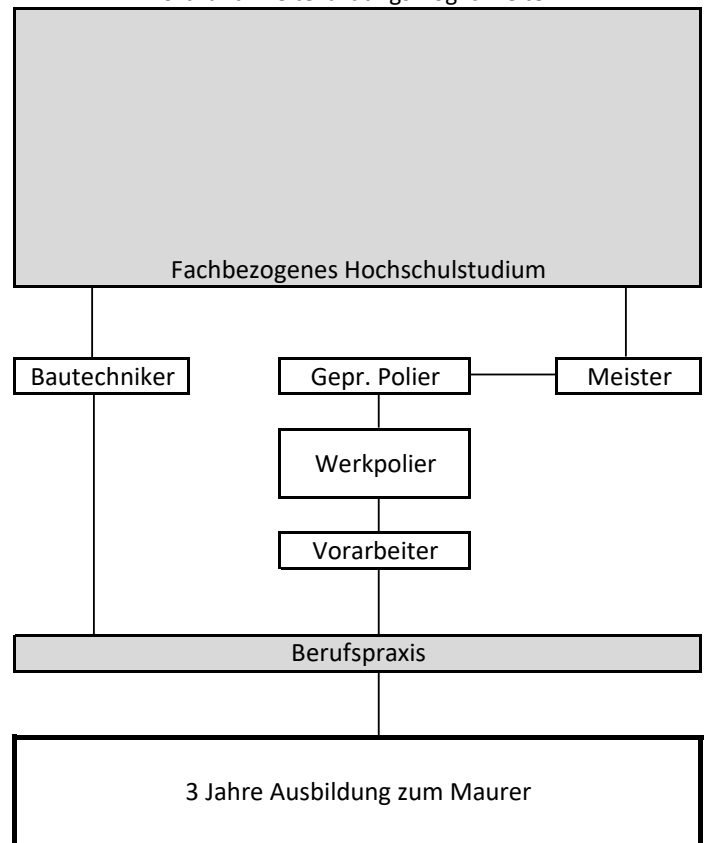 Fachbezogenes Hochschulstudium
Bautechniker
Gepr. Polier
Meister
Werkpolier
Vorarbeiter
Berufspraxis
3 Jahre Ausbildung zum Maurer